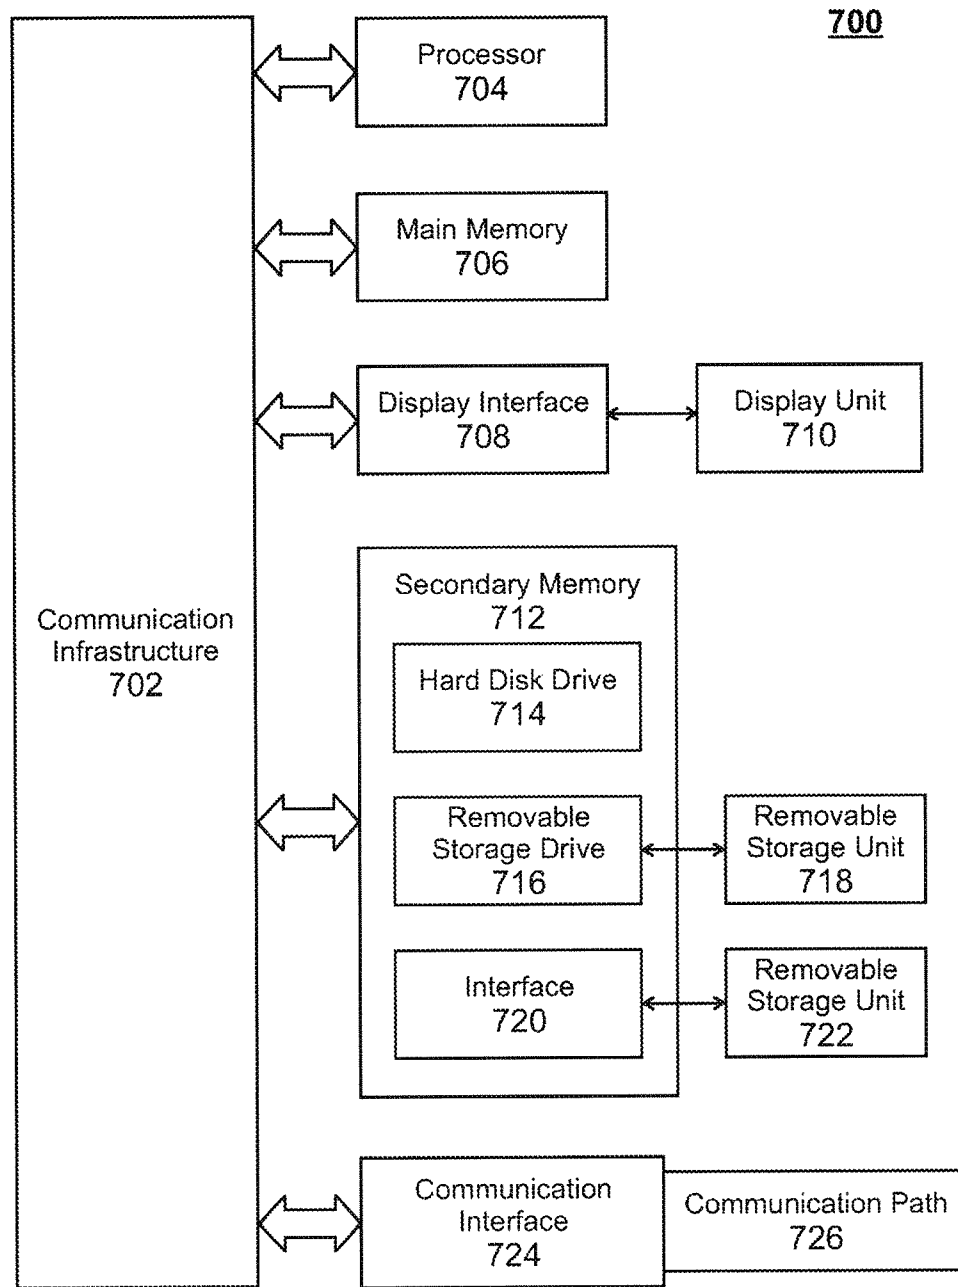 700
Processor
704
Main Memory
706
Display Interface
708
Display Unit
710
Communication
Infrastructure
702
Secondary Memory
712
Hard Disk Drive
714
Removable
Storage Drive
716
Removable
Storage Unit
718
Interface
720
Removable
Storage Unit
722
Communication
Interface
724
Communication Path
726